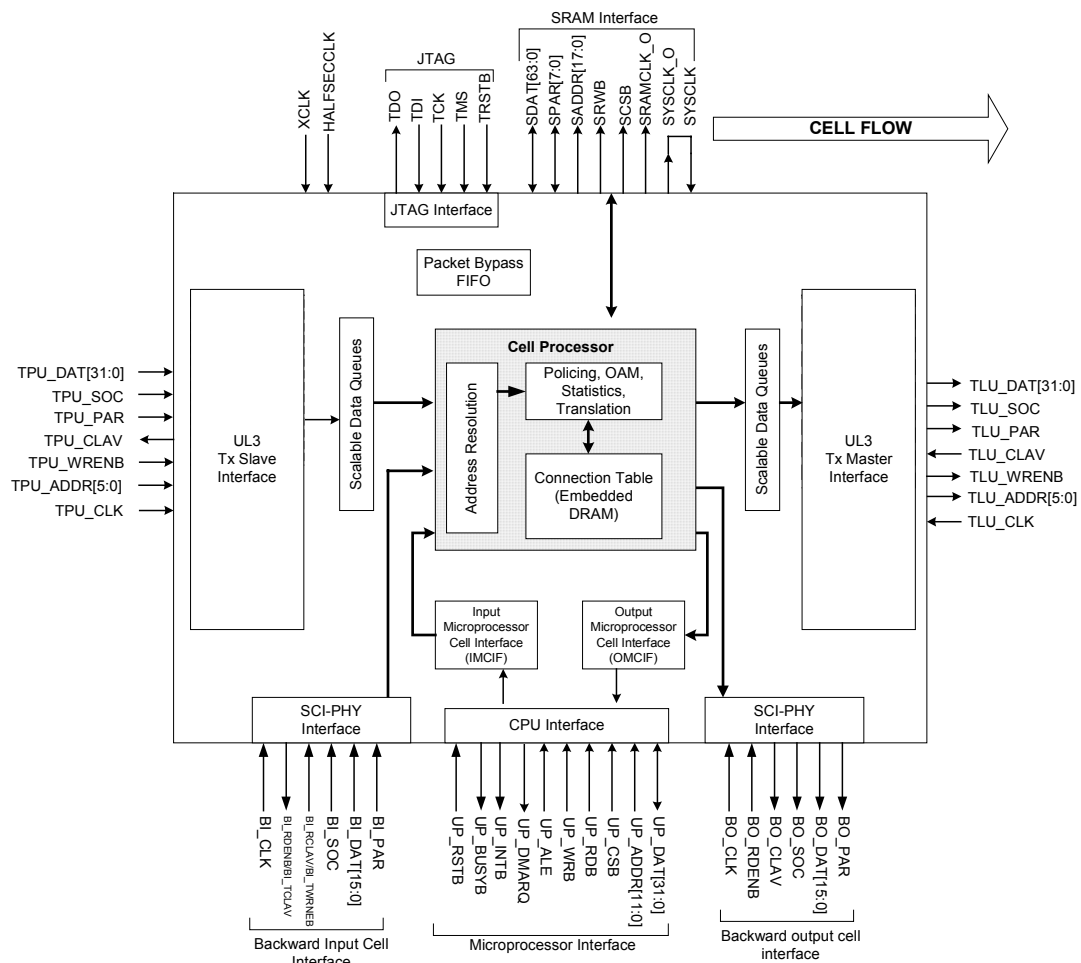 SRAM Interface
JTAG
XCLK
HALFSECCLK
TDO
TDI
TCK
TMS
TRSTB
SDAT[63:0]
SPAR[7:0]
SADDR[17:0]
SRWB
SCSB
SRAMCLK_O
SYSCLK_O
SYSCLK
CELL FLOW
JTAG Interface
Packet Bypass
FIFO
TPU_DAT[31:0]
TPU_SOC
TPU_PAR
TPU_CLAV
TPU_WRENB
TPU_ADDR[5:0]
TPU_CLK
UL3
Tx Slave
Interface
Scalable Data Queues
Cell Processor
Address Resolution
Policing, OAM,
Statistics,
Translation
Connection Table
(Embedded
DRAM)
Scalable Data Queues
UL3
Tx Master
Interface
TLU_DAT[31:0]
TLU_SOC
TLU_PAR
TLU_CLAV
TLU_WRENB
TLU_ADDR[5:0]
TLU_CLK
Input
Microprocessor
Cell Interface
(IMCIF)
Output
Microprocessor
Cell Interface
(OMCIF)
SCI-PHY
Interface
CPU Interface
SCI-PHY
Interface
BI_CLK
BI_RDENB/BI_TCLAV
BI_RCLAV/BI_TWRNEB
BI_SOC
BI_DAT[15:0]
BI_PAR
UP_RSTB
UP_BUSYB
UP_INTB
UP_DMARQ
UP_ALE
UP_WRB
UP_RDB
UP_CSB
UP_ADDR[11:0]
UP_DAT[31:0]
BO_CLK
BO_RDENB
BO_CLAV
BO_SOC
BO_DAT[15:0]
BO_PAR
Backward Input Cell
Interface
Microprocessor Interface
Backward output cell
interface